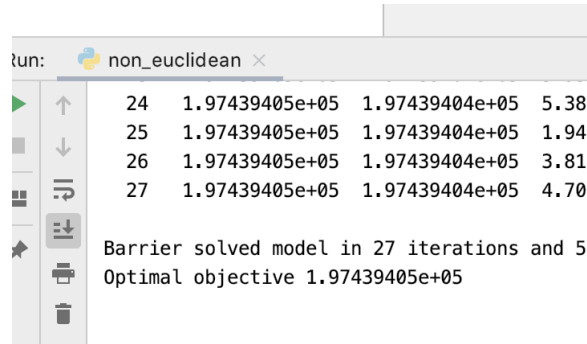 Run: non_euclidean
24 1.97439405e+05 1.97439404e+05 5.38
25 1.97439405e+05 1.97439404e+05 1.94
26 1.97439405e+05 1.97439404e+05 3.81
27 1.97439405e+05 1.97439404e+05 4.70
Barrier solved model in 27 iterations and 5
Optimal objective 1.97439405e+05